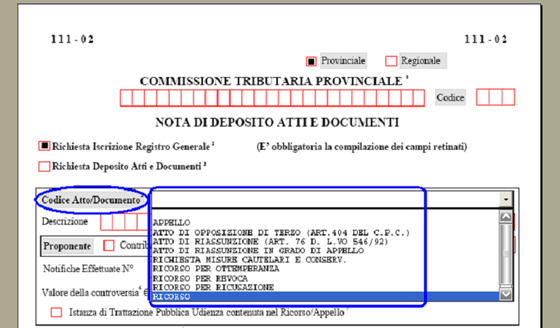 111-02 111-02
Provinciale Regionale
COMMISSIONE TRIBUTARIA PROVINCIALE
Codice
NOTA DI DEPOSITO ATTI E DOCUMENTI
Richiesta Iscrizione Registro Generale (E' obbligatoria la compilazione dei campi retinati)
Richiesta Deposito Atti e Documenti
Codice Atto/Documento
Descrizione
APPELLO
ATTO DI OPPOSIZIONE DI TERZO (ART.404 DEL C.P.C.)
ATTO DI RIASSUNZIONE (ART. 76 D. L.VO 546/92)
ATTO DI RIASSUNZIONE IN GRADO DI APPELLO
RICHIESTA MISURE CAUTELARI E CONSERV.
RICORSO PER OTTEMPERANZA
RICORSO PER REVOCA
RICORSO PER RICUSAZIONE
RICORSO
Proponente Contrib
Notifiche Effettuate N°
Valore della controversia €
Istanza di Trattazione Pubblica Udienza contenuta nel Ricorso/Appello